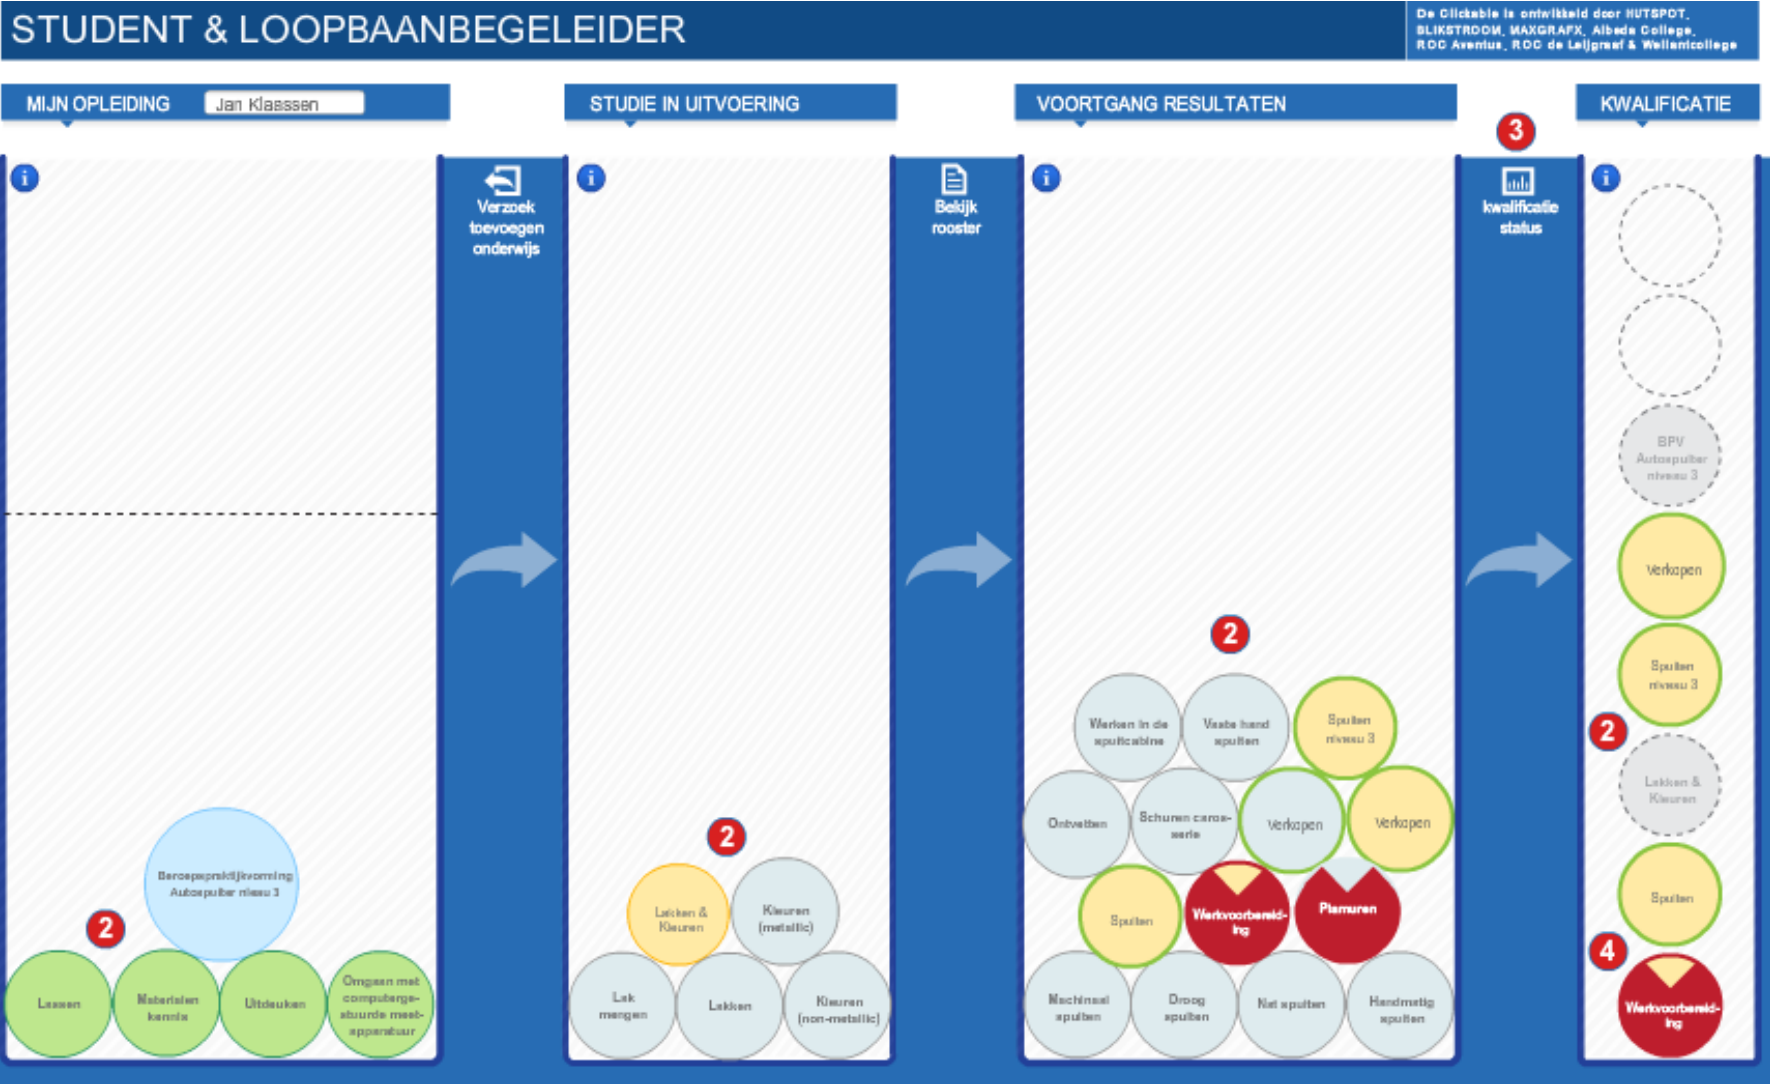 STUDENT & LOOPBAANBEGELEIDER
De Clickable is ontwikkeld door HUTSPOT,
BLIKSTROOM, MAXGRAFX, Albeda College,
ROC Aventus, ROC de Leijgraaf & Wellantcollege
MIJN OPLEIDING
Jan Klaassen
STUDIE IN UITVOERING
VOORTGANG RESULTATEN
KWALIFICATIE
3
i
Verzoek
toevoegen
onderwijs
i
Bekijk
rooster
i
kwalificatie
status
i
BPV
Autospuiter
niveau 3
Verkopen
Spuiten
niveau 3
2
Lakken &
Kleuren
Spuiten
4
Werkvoorbereid-
ing
2
Werken in de
spuitcabine
Vaste hand
spuiten
Spuiten
niveau 3
Ontvetten
Schuren caros-
serie
Verkopen
Verkopen
Spuiten
Werkvoorbereid-
ing
Plamuren
Machinaal
spuiten
Droog
spuiten
Nat spuiten
Handmatig
spuiten
2
Lakken &
Kleuren
Kleuren
(metallic)
Lak
mengen
Lakken
Kleuren
(non-metallic)
Beroepspraktijkvorming
Autospuiter niveau 3
2
Lassen
Materialen
kennis
Uitdeuken
Omgaan met
computerge-
stuurde meet-
apparatuur